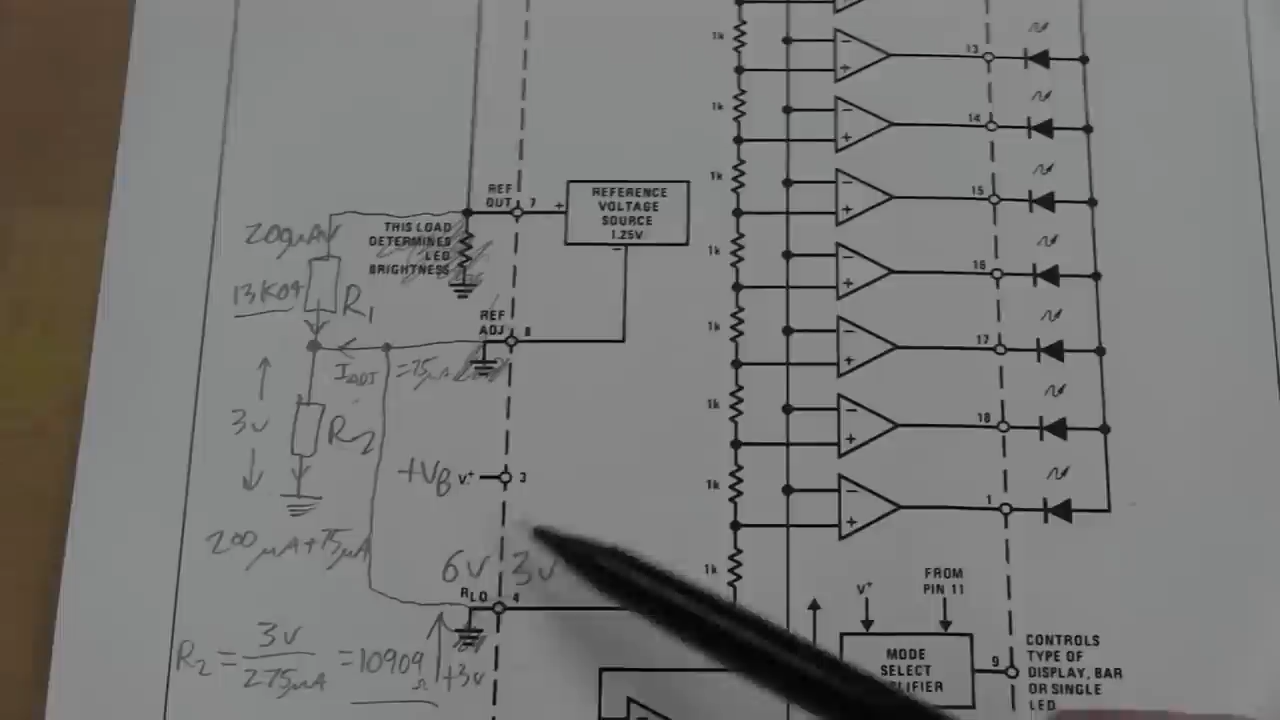 1k
13
1k
14
1k
15
REF
OUT
7
+
REFERENCE
VOLTAGE
SOURCE
1.25V
−
200µA
THIS LOAD
DETERMINES
LED
BRIGHTNESS
1k
16
R1
REF
ADJ
8
1k
17
IADJ = 75µA
3v
R2
1k
18
+VB V+ 3
1k
1
200µA + 75µA
6v 3v
1k
RLO 4
V+
FROM
PIN 11
R2 = 3v / 275µA = 10909 Ω
+3v
MODE
SELECT
9
CONTROLS
TYPE OF
DISPLAY, BAR
OR SINGLE
LED